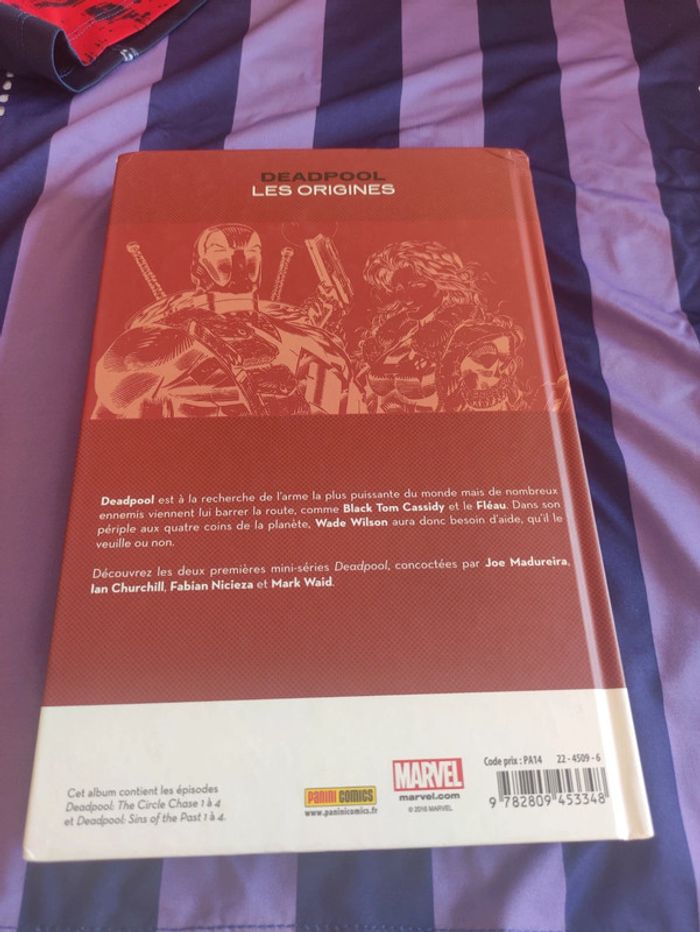 DEADPOOL
LES ORIGINES
Deadpool est à la recherche de l'arme la plus puissante du monde mais de nombreux
ennemis viennent lui barrer la route, comme Black Tom Cassidy et le Fléau. Dans son
périple aux quatre coins de la planète, Wade Wilson aura donc besoin d'aide, qu'il le
veuille ou non.
Découvrez les deux premières mini-séries Deadpool, concoctées par Joe Madureira,
Ian Churchill, Fabian Nicieza et Mark Waid.
Cet album contient les épisodes
Deadpool: The Circle Chase 1 à 4
et Deadpool: Sins of the Past 1 à 4.
PANINI COMICS
www.paninicomics.fr
MARVEL
marvel.com
© 2016 MARVEL
Code prix : PA14 22 - 4509 - 6
9 782809 453348